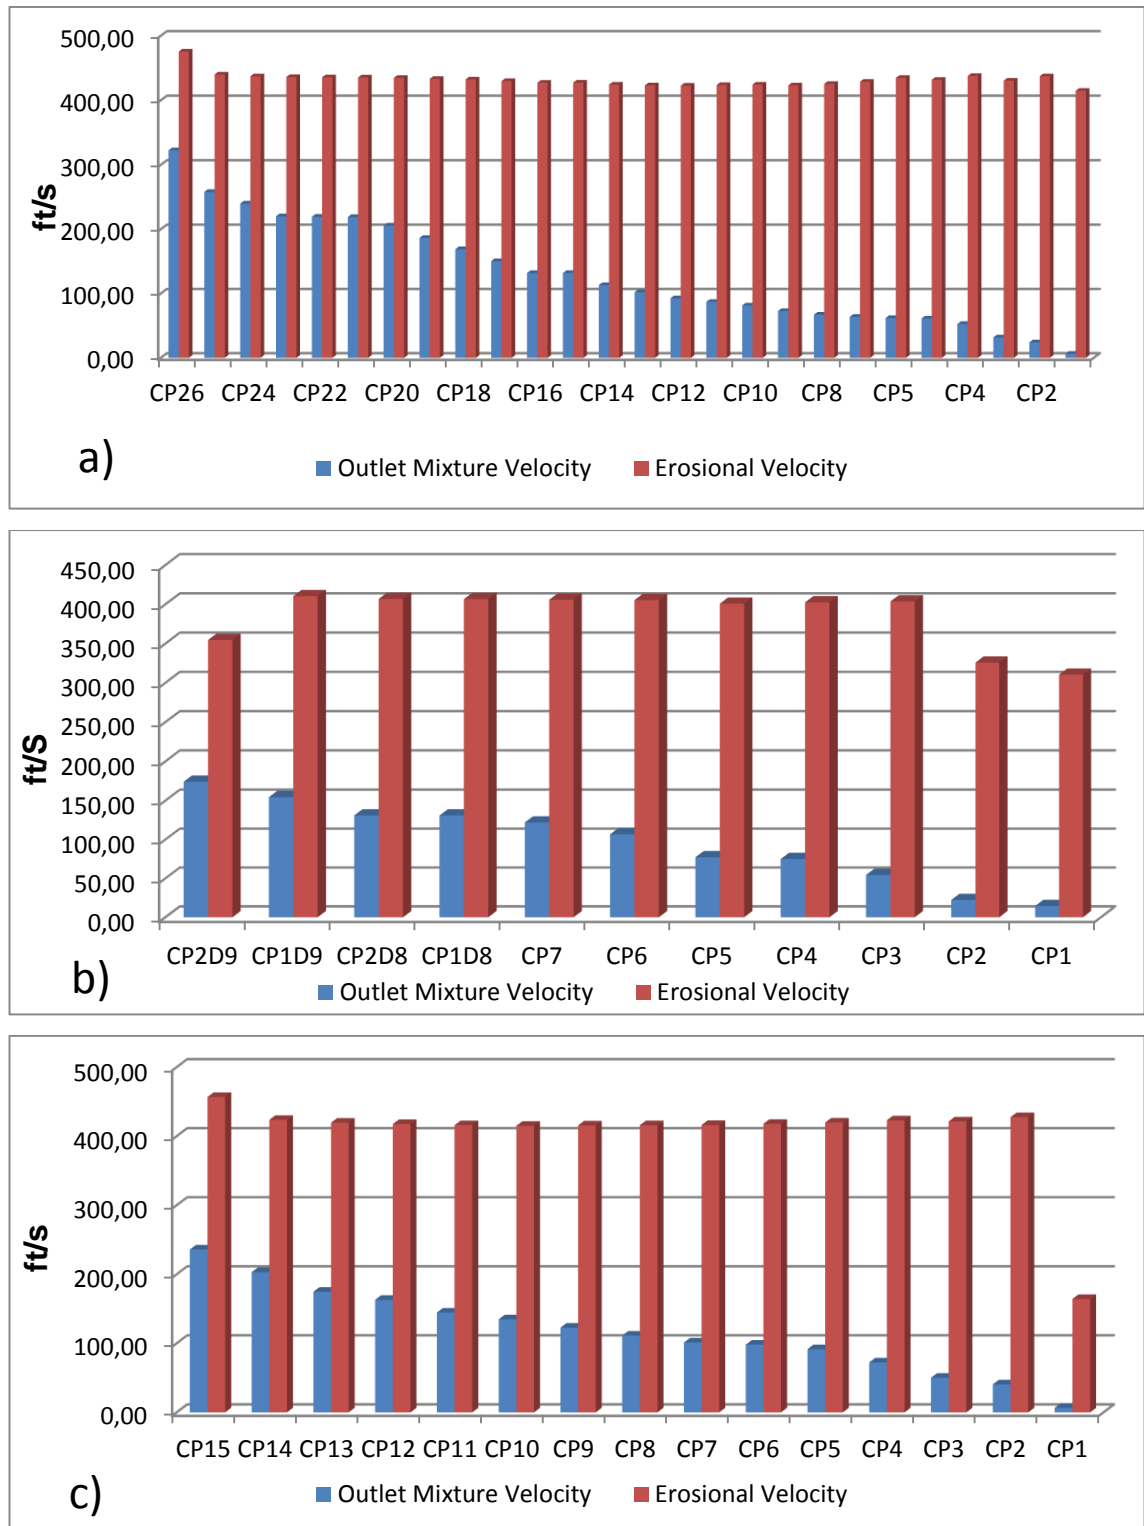 500,00
400,00
300,00
200,00
100,00
0,00
ft/s
CP26 CP24 CP22 CP20 CP18 CP16 CP14 CP12 CP10 CP8 CP5 CP4 CP2
a)
Outlet Mixture Velocity Erosional Velocity
450,00
400,00
350,00
300,00
250,00
200,00
150,00
100,00
50,00
0,00
ft/S
CP2D9 CP1D9 CP2D8 CP1D8 CP7 CP6 CP5 CP4 CP3 CP2 CP1
b)
Outlet Mixture Velocity Erosional Velocity
500,00
400,00
300,00
200,00
100,00
0,00
ft/s
CP15 CP14 CP13 CP12 CP11 CP10 CP9 CP8 CP7 CP6 CP5 CP4 CP3 CP2 CP1
c)
Outlet Mixture Velocity Erosional Velocity